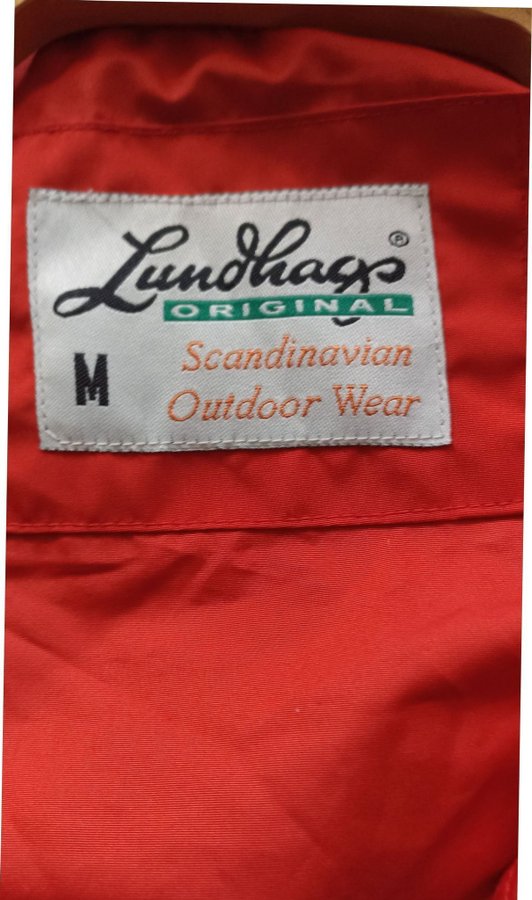 Lundhags®
ORIGINAL
M
Scandinavian
Outdoor Wear